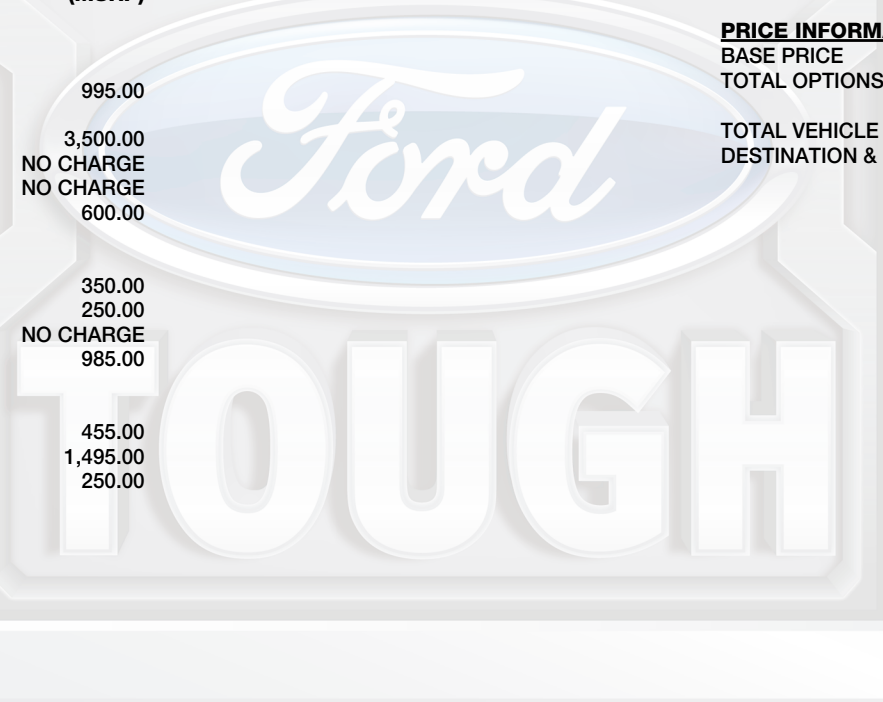 995.00
3,500.00
NO CHARGE
NO CHARGE
600.00
350.00
250.00
NO CHARGE
985.00
455.00
1,495.00
250.00
PRICE INFORM
BASE PRICE
TOTAL OPTIONS
TOTAL VEHICLE
DESTINATION &
Ford
TOUGH